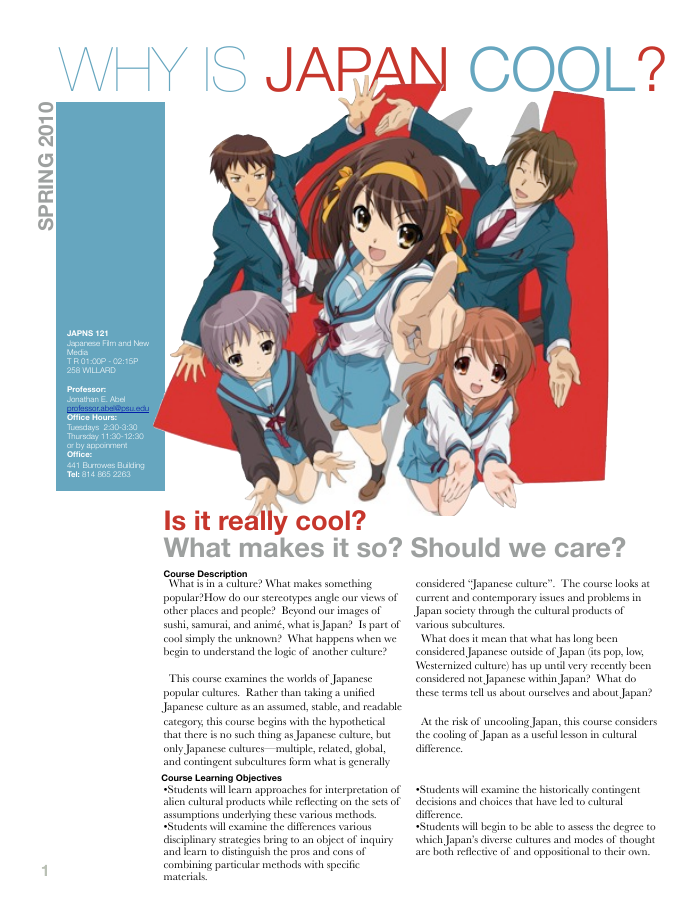 WHY IS JAPAN COOL?
SPRING 2010
JAPNS 121
Japanese Film and New
Media
T R 01:00P - 02:15P
258 WILLARD
Professor:
Jonathan E. Abel
professor.abel@psu.edu
Office Hours:
Tuesdays 2:30-3:30
Thursday 11:30-12:30
or by appoinment
Office:
441 Burrowes Building
Tel: 814 865 2263
Is it really cool?
What makes it so? Should we care?
Course Description
What is in a culture? What makes something
popular?How do our stereotypes angle our views of
other places and people? Beyond our images of
sushi, samurai, and animé, what is Japan? Is part of
cool simply the unknown? What happens when we
begin to understand the logic of another culture?
This course examines the worlds of Japanese
popular cultures. Rather than taking a unified
Japanese culture as an assumed, stable, and readable
category, this course begins with the hypothetical
that there is no such thing as Japanese culture, but
only Japanese cultures—multiple, related, global,
and contingent subcultures form what is generally
considered “Japanese culture”. The course looks at
current and contemporary issues and problems in
Japan society through the cultural products of
various subcultures.
What does it mean that what has long been
considered Japanese outside of Japan (its pop, low,
Westernized culture) has up until very recently been
considered not Japanese within Japan? What do
these terms tell us about ourselves and about Japan?
At the risk of uncooling Japan, this course considers
the cooling of Japan as a useful lesson in cultural
difference.
Course Learning Objectives
•Students will learn approaches for interpretation of
alien cultural products while reflecting on the sets of
assumptions underlying these various methods.
•Students will examine the differences various
disciplinary strategies bring to an object of inquiry
and learn to distinguish the pros and cons of
combining particular methods with specific
materials.
•Students will examine the historically contingent
decisions and choices that have led to cultural
difference.
•Students will begin to be able to assess the degree to
which Japan’s diverse cultures and modes of thought
are both reflective of and oppositional to their own.
1